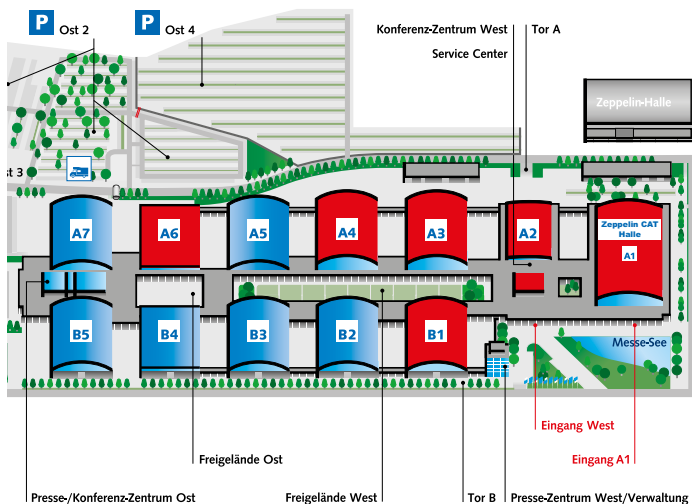 P Ost 2
P Ost 4
Konferenz-Zentrum West
Tor A
Service Center
Zeppelin-Halle
st 3
A7
A6
A5
A4
A3
A2
Zeppelin CAT
Halle
A1
B5
B4
B3
B2
B1
Messe-See
Eingang West
Freigelände Ost
Eingang A1
Presse-/Konferenz-Zentrum Ost
Freigelände West
Tor B
Presse-Zentrum West/Verwaltung